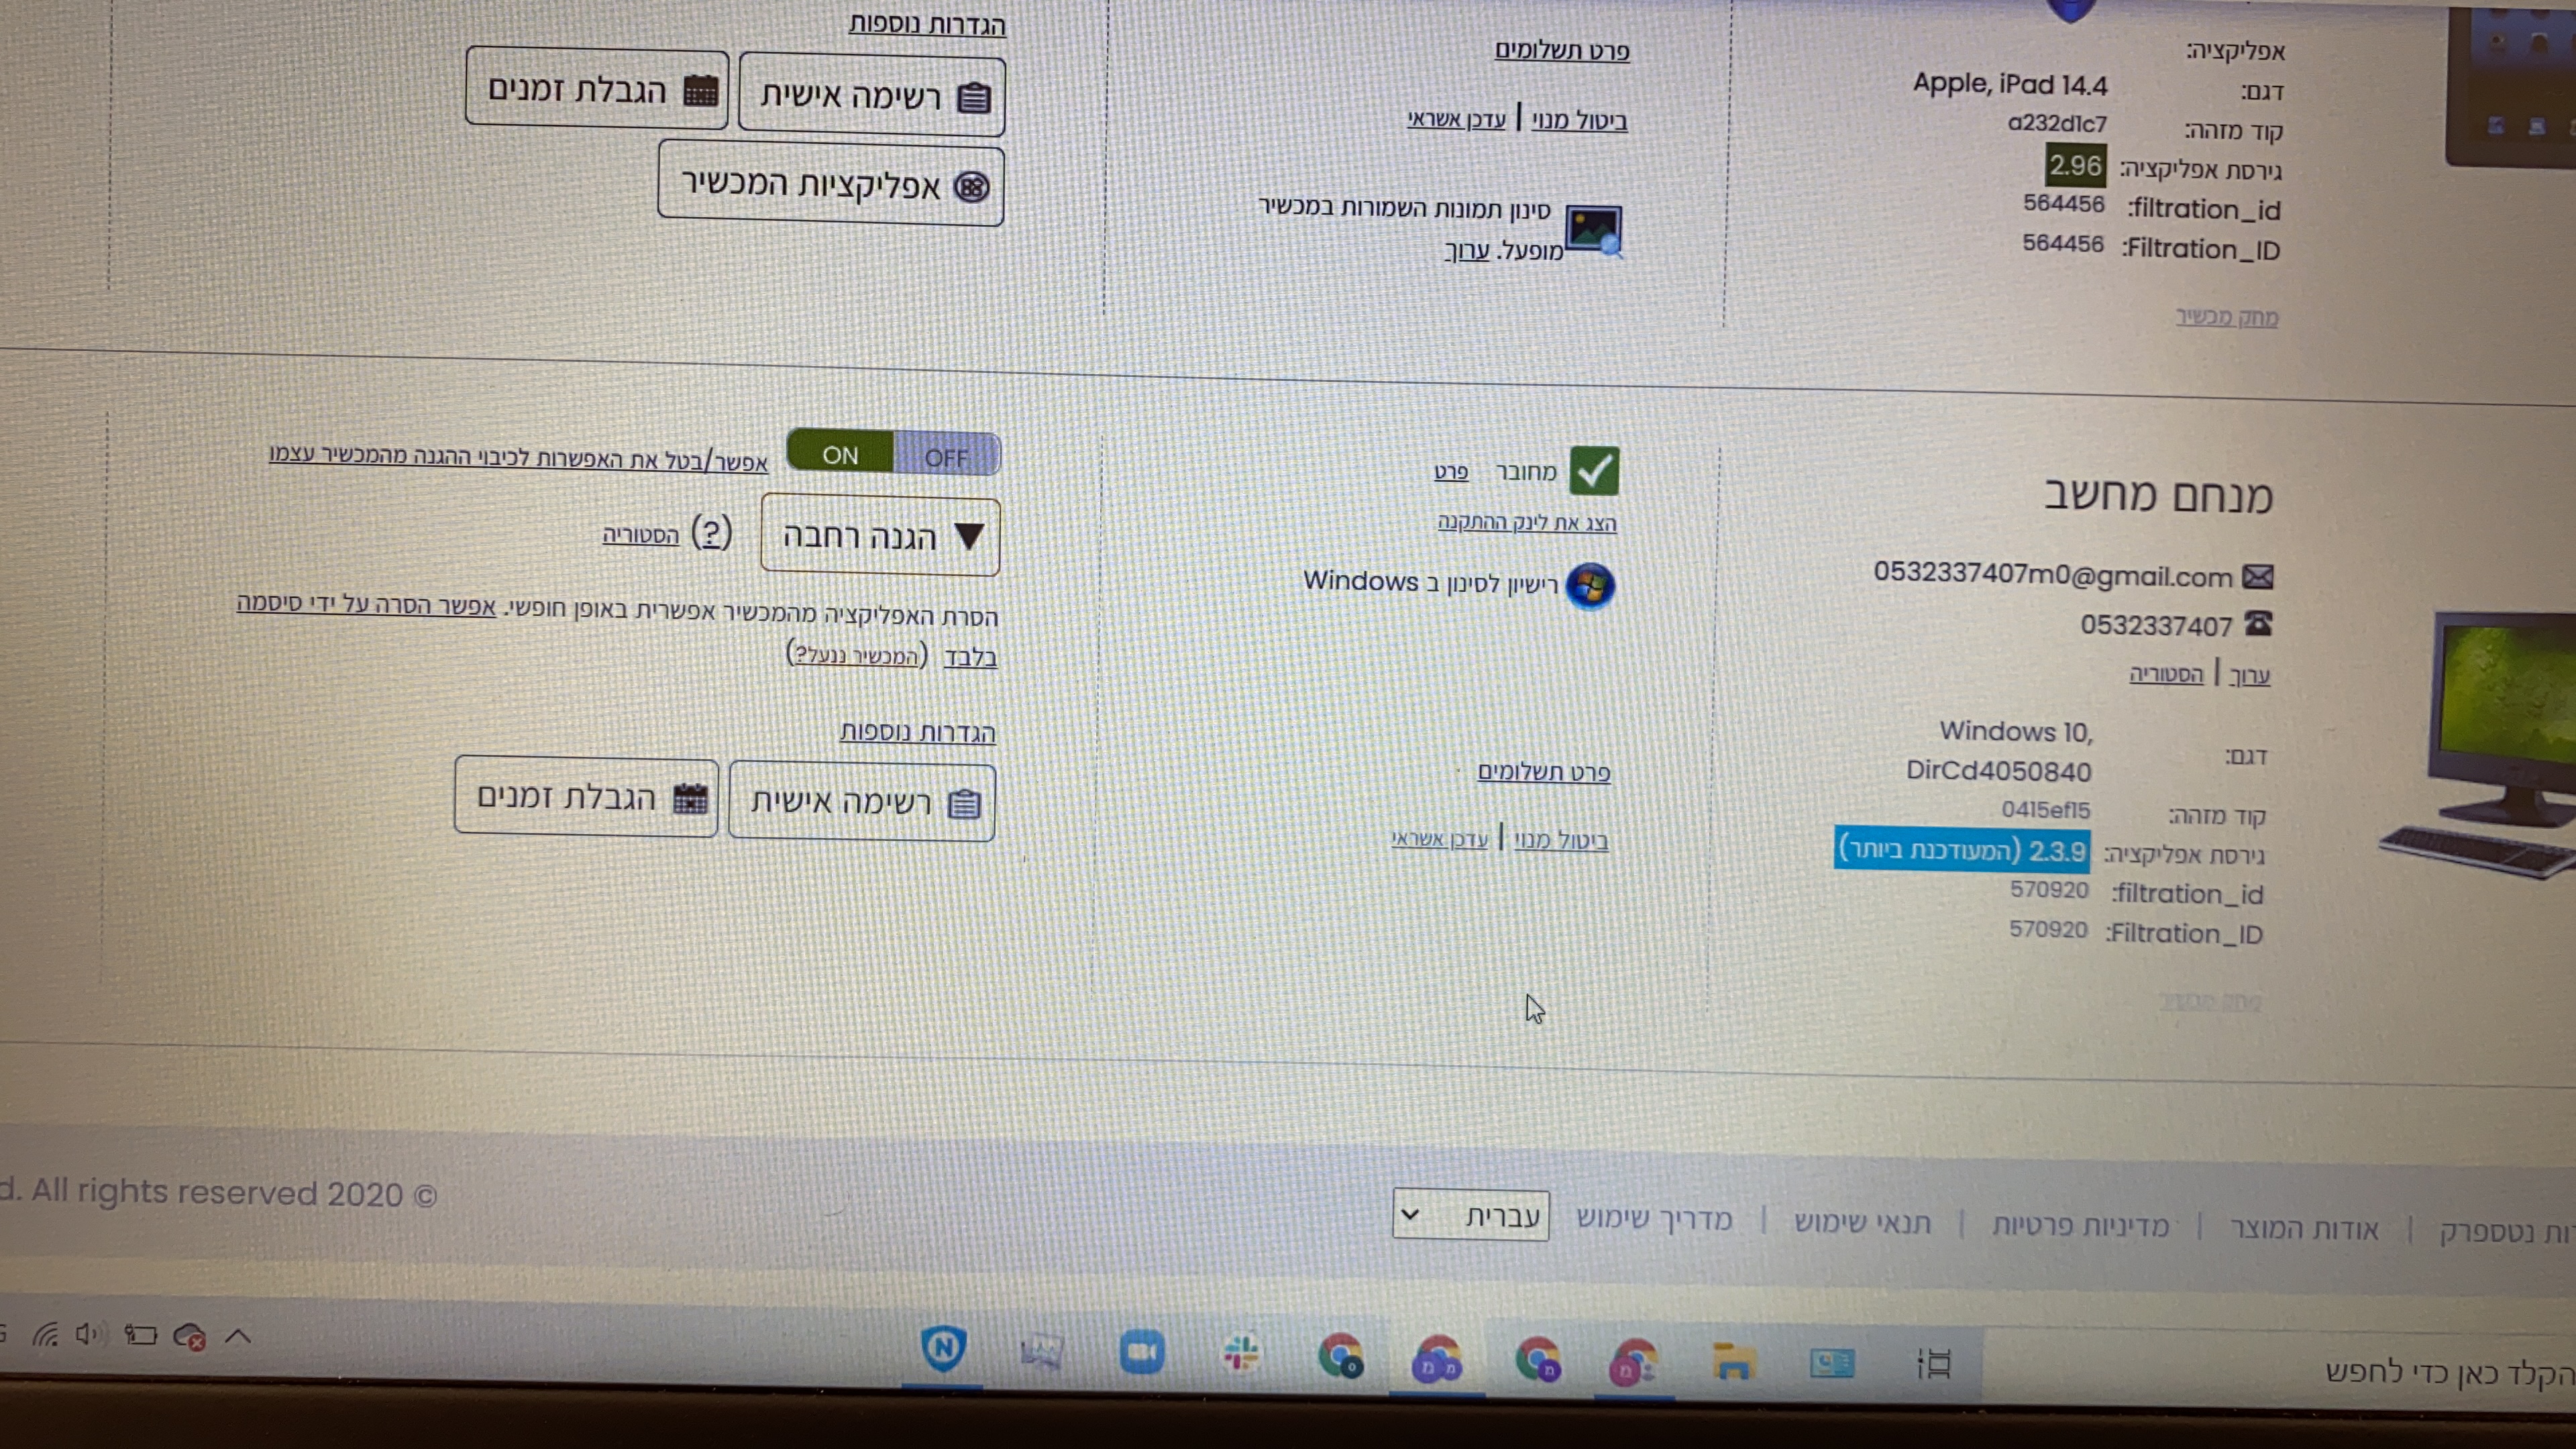 אפליקציה:
דגם: Apple, iPad 14.4
קוד מזהה: a232d1c7
גירסת אפליקציה: 2.96
filtration_id: 564456
Filtration_ID: 564456
מחק מכשיר
פרט תשלומים
ביטול מנוי | עדכן אשראי
סינון תמונות השמורות במכשיר
מופעל. ערוך
הגדרות נוספות
רשימה אישית
הגבלת זמנים
אפליקציות המכשיר
מנחם מחשב
0532337407m0@gmail.com
0532337407
ערוך | הסטוריה
דגם: Windows 10,
DirCd4050840
קוד מזהה: 0415ef15
גירסת אפליקציה: 2.3.9 (המעודכנת ביותר)
filtration_id: 570920
Filtration_ID: 570920
מחק מכשיר
מחובר פרט
הצג את לינק ההתקנה
רישיון לסינון ב Windows
פרט תשלומים
ביטול מנוי | עדכן אשראי
ON OFF
אפשר/בטל את האפשרות לכיבוי ההגנה מהמכשיר עצמו
הגנה רחבה (?) הסטוריה
הסרת האפליקציה מהמכשיר אפשרית באופן חופשי. אפשר הסרה על ידי סיסמה
בלבד (המכשיר ננעל?)
הגדרות נוספות
רשימה אישית
הגבלת זמנים
נטספרק | אודות המוצר | מדיניות פרטיות | תנאי שימוש | מדריך שימוש
עברית
d. All rights reserved 2020 ©
הקלד כאן כדי לחפש